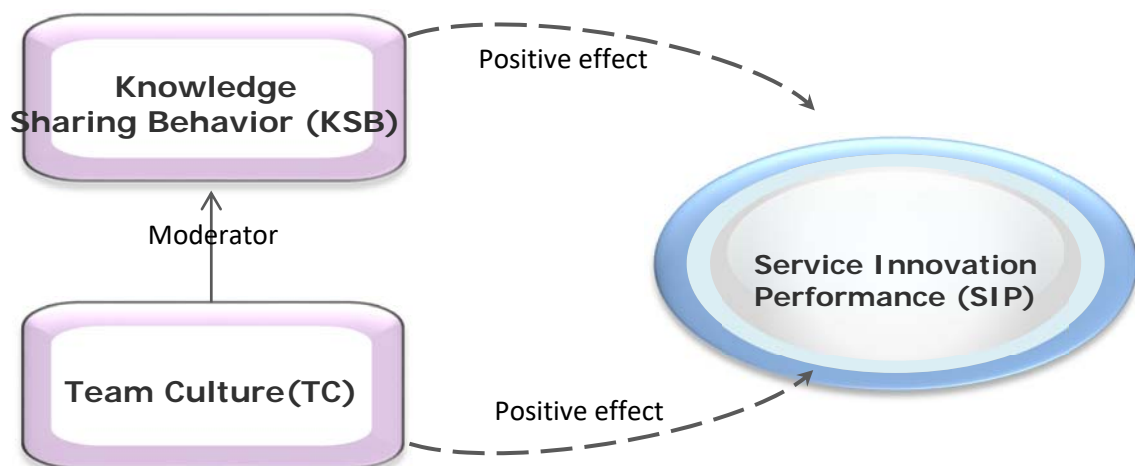 Positive effect
Knowledge
Sharing Behavior (KSB)
Moderator
Service Innovation
Performance (SIP)
Team Culture(TC)
Positive effect